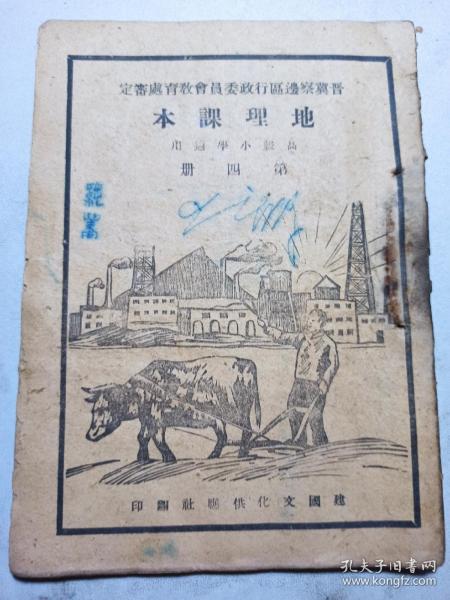 晉冀察邊區行政委員會教育處審定
地理課本
高級小學適用
第四册
建國文化供應社翻印
孔夫子旧书网
www.kongfz.com